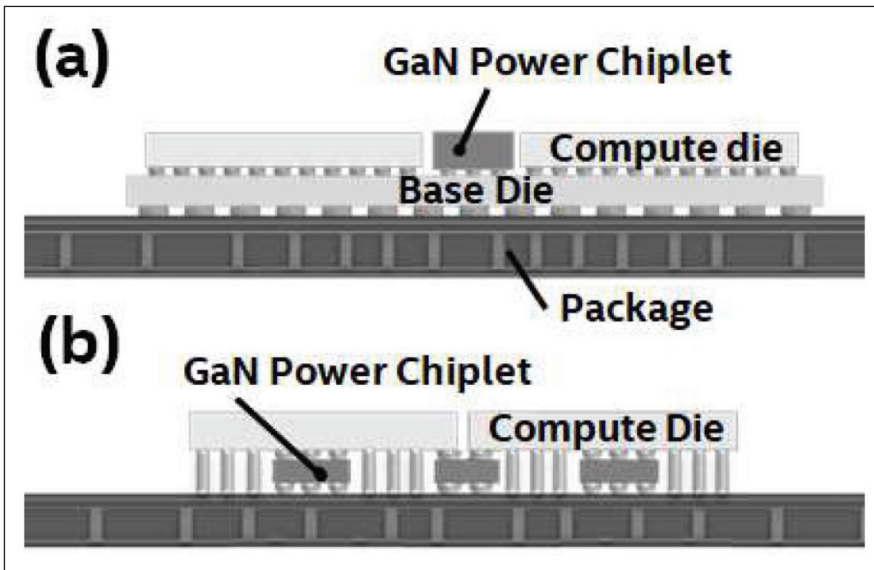 (a)
GaN Power Chiplet
Compute die
Base Die
Package
(b)
GaN Power Chiplet
Compute Die